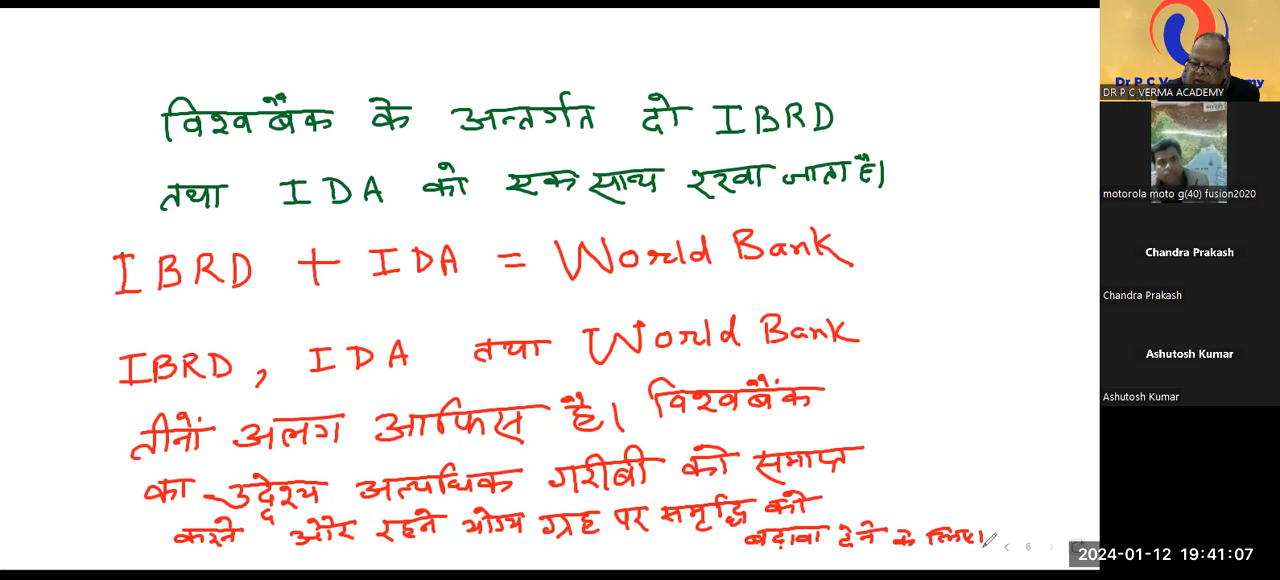 विश्वबैंक के अन्तर्गत दो IBRD
तथा IDA को एक साथ रखा जाता है।
IBRD + IDA = World Bank
IBRD, IDA तथा World Bank
तीनों अलग आफिस है। विश्वबैंक
का उद्देश्य अत्यधिक गरीबी को समाप्त
करने और रहने योग्य ग्रह पर समृद्धि को
बढ़ावा देने के लिए।
6
2024-01-12 19:41:07
Dr P C
DR P C VERMA ACADEMY
motorola moto g(40) fusion2020
Chandra Prakash
Chandra Prakash
Ashutosh Kumar
Ashutosh Kumar